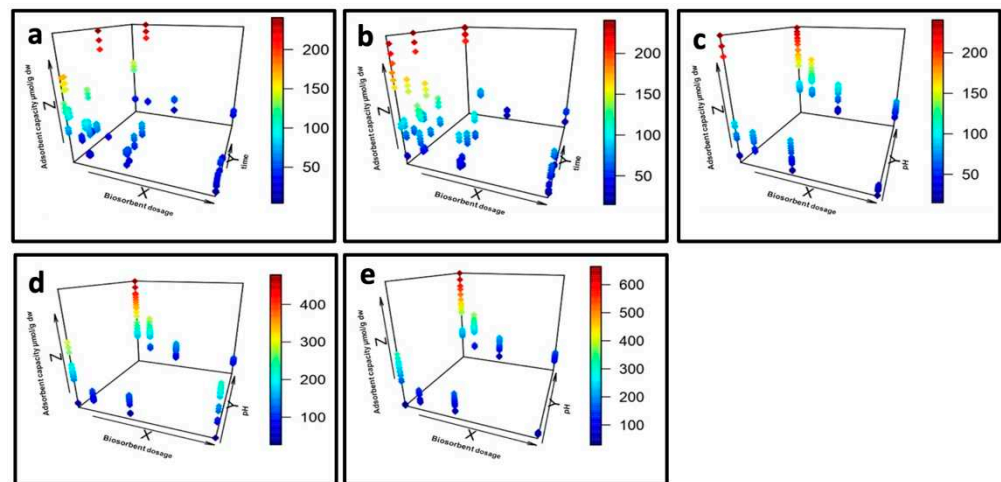 a
Adsorbent capacity μmol/g dw
Z
X
Biosorbent dosage
Y
time
200
150
100
50
b
Adsorbent capacity μmol/g dw
Z
X
Biosorbent dosage
Y
time
200
150
100
50
c
Adsorbent capacity μmol/g dw
Z
X
Biosorbent dosage
Y
pH
200
150
100
50
d
Adsorbent capacity μmol/g dw
Z
X
Biosorbent dosage
Y
pH
400
300
200
100
e
Adsorbent capacity μmol/g dw
Z
X
Biosorbent dosage
Y
pH
600
500
400
300
200
100